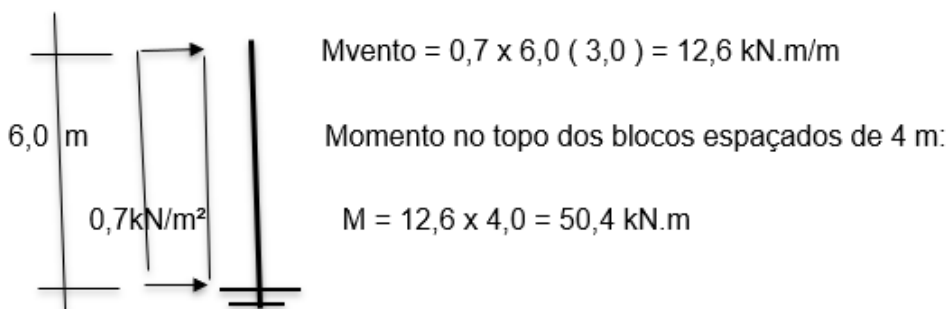 Mvento = 0,7 x 6,0 ( 3,0 ) = 12,6 kN.m/m
6,0 m
Momento no topo dos blocos espaçados de 4 m:
0,7kN/m²
M = 12,6 x 4,0 = 50,4 kN.m